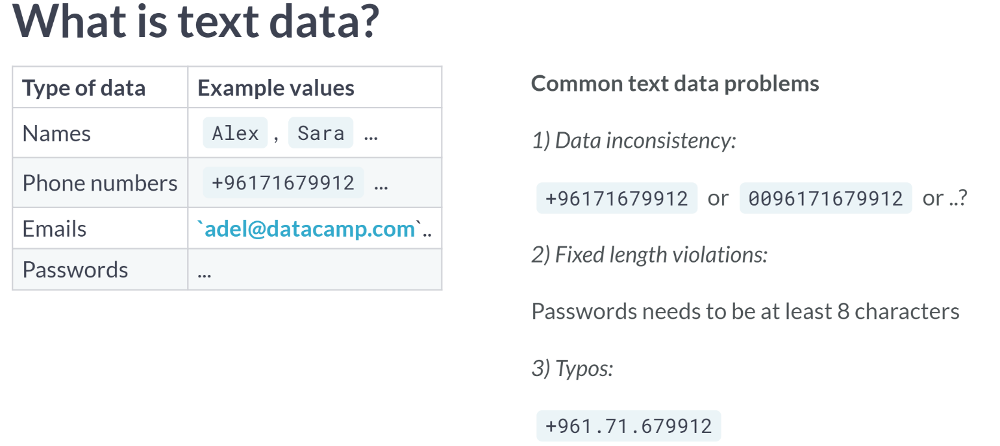 What is text data?
Type of data Example values
Names Alex , Sara ...
Phone numbers +96171679912 ...
Emails `adel@datacamp.com`..
Passwords ...
Common text data problems
1) Data inconsistency:
+96171679912 or 0096171679912 or ..?
2) Fixed length violations:
Passwords needs to be at least 8 characters
3) Typos:
+961.71.679912